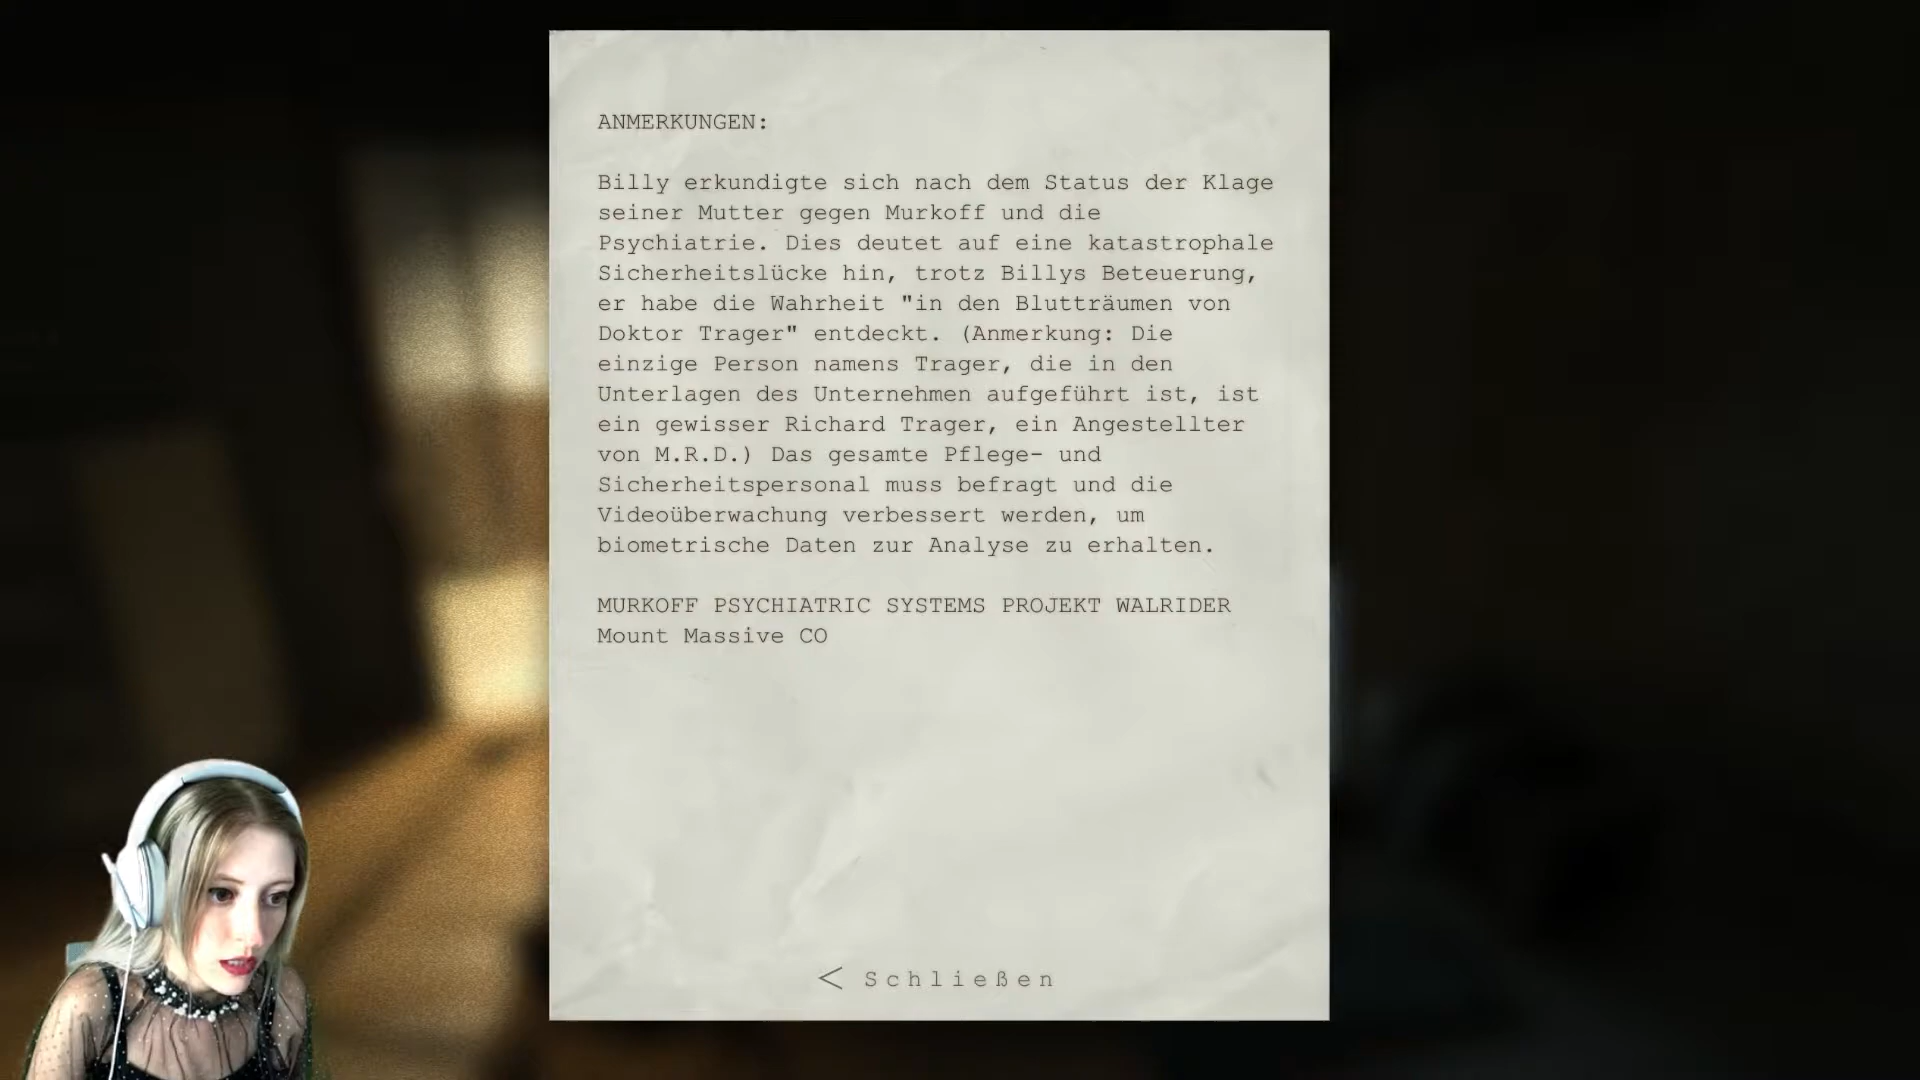 ANMERKUNGEN:
Billy erkundigte sich nach dem Status der Klage
seiner Mutter gegen Murkoff und die
Psychiatrie. Dies deutet auf eine katastrophale
Sicherheitslücke hin, trotz Billys Beteuerung,
er habe die Wahrheit "in den Blutträumen von
Doktor Trager" entdeckt. (Anmerkung: Die
einzige Person namens Trager, die in den
Unterlagen des Unternehmen aufgeführt ist, ist
ein gewisser Richard Trager, ein Angestellter
von M.R.D.) Das gesamte Pflege- und
Sicherheitspersonal muss befragt und die
Videoüberwachung verbessert werden, um
biometrische Daten zur Analyse zu erhalten.
MURKOFF PSYCHIATRIC SYSTEMS PROJEKT WALRIDER
Mount Massive CO
< Schließen